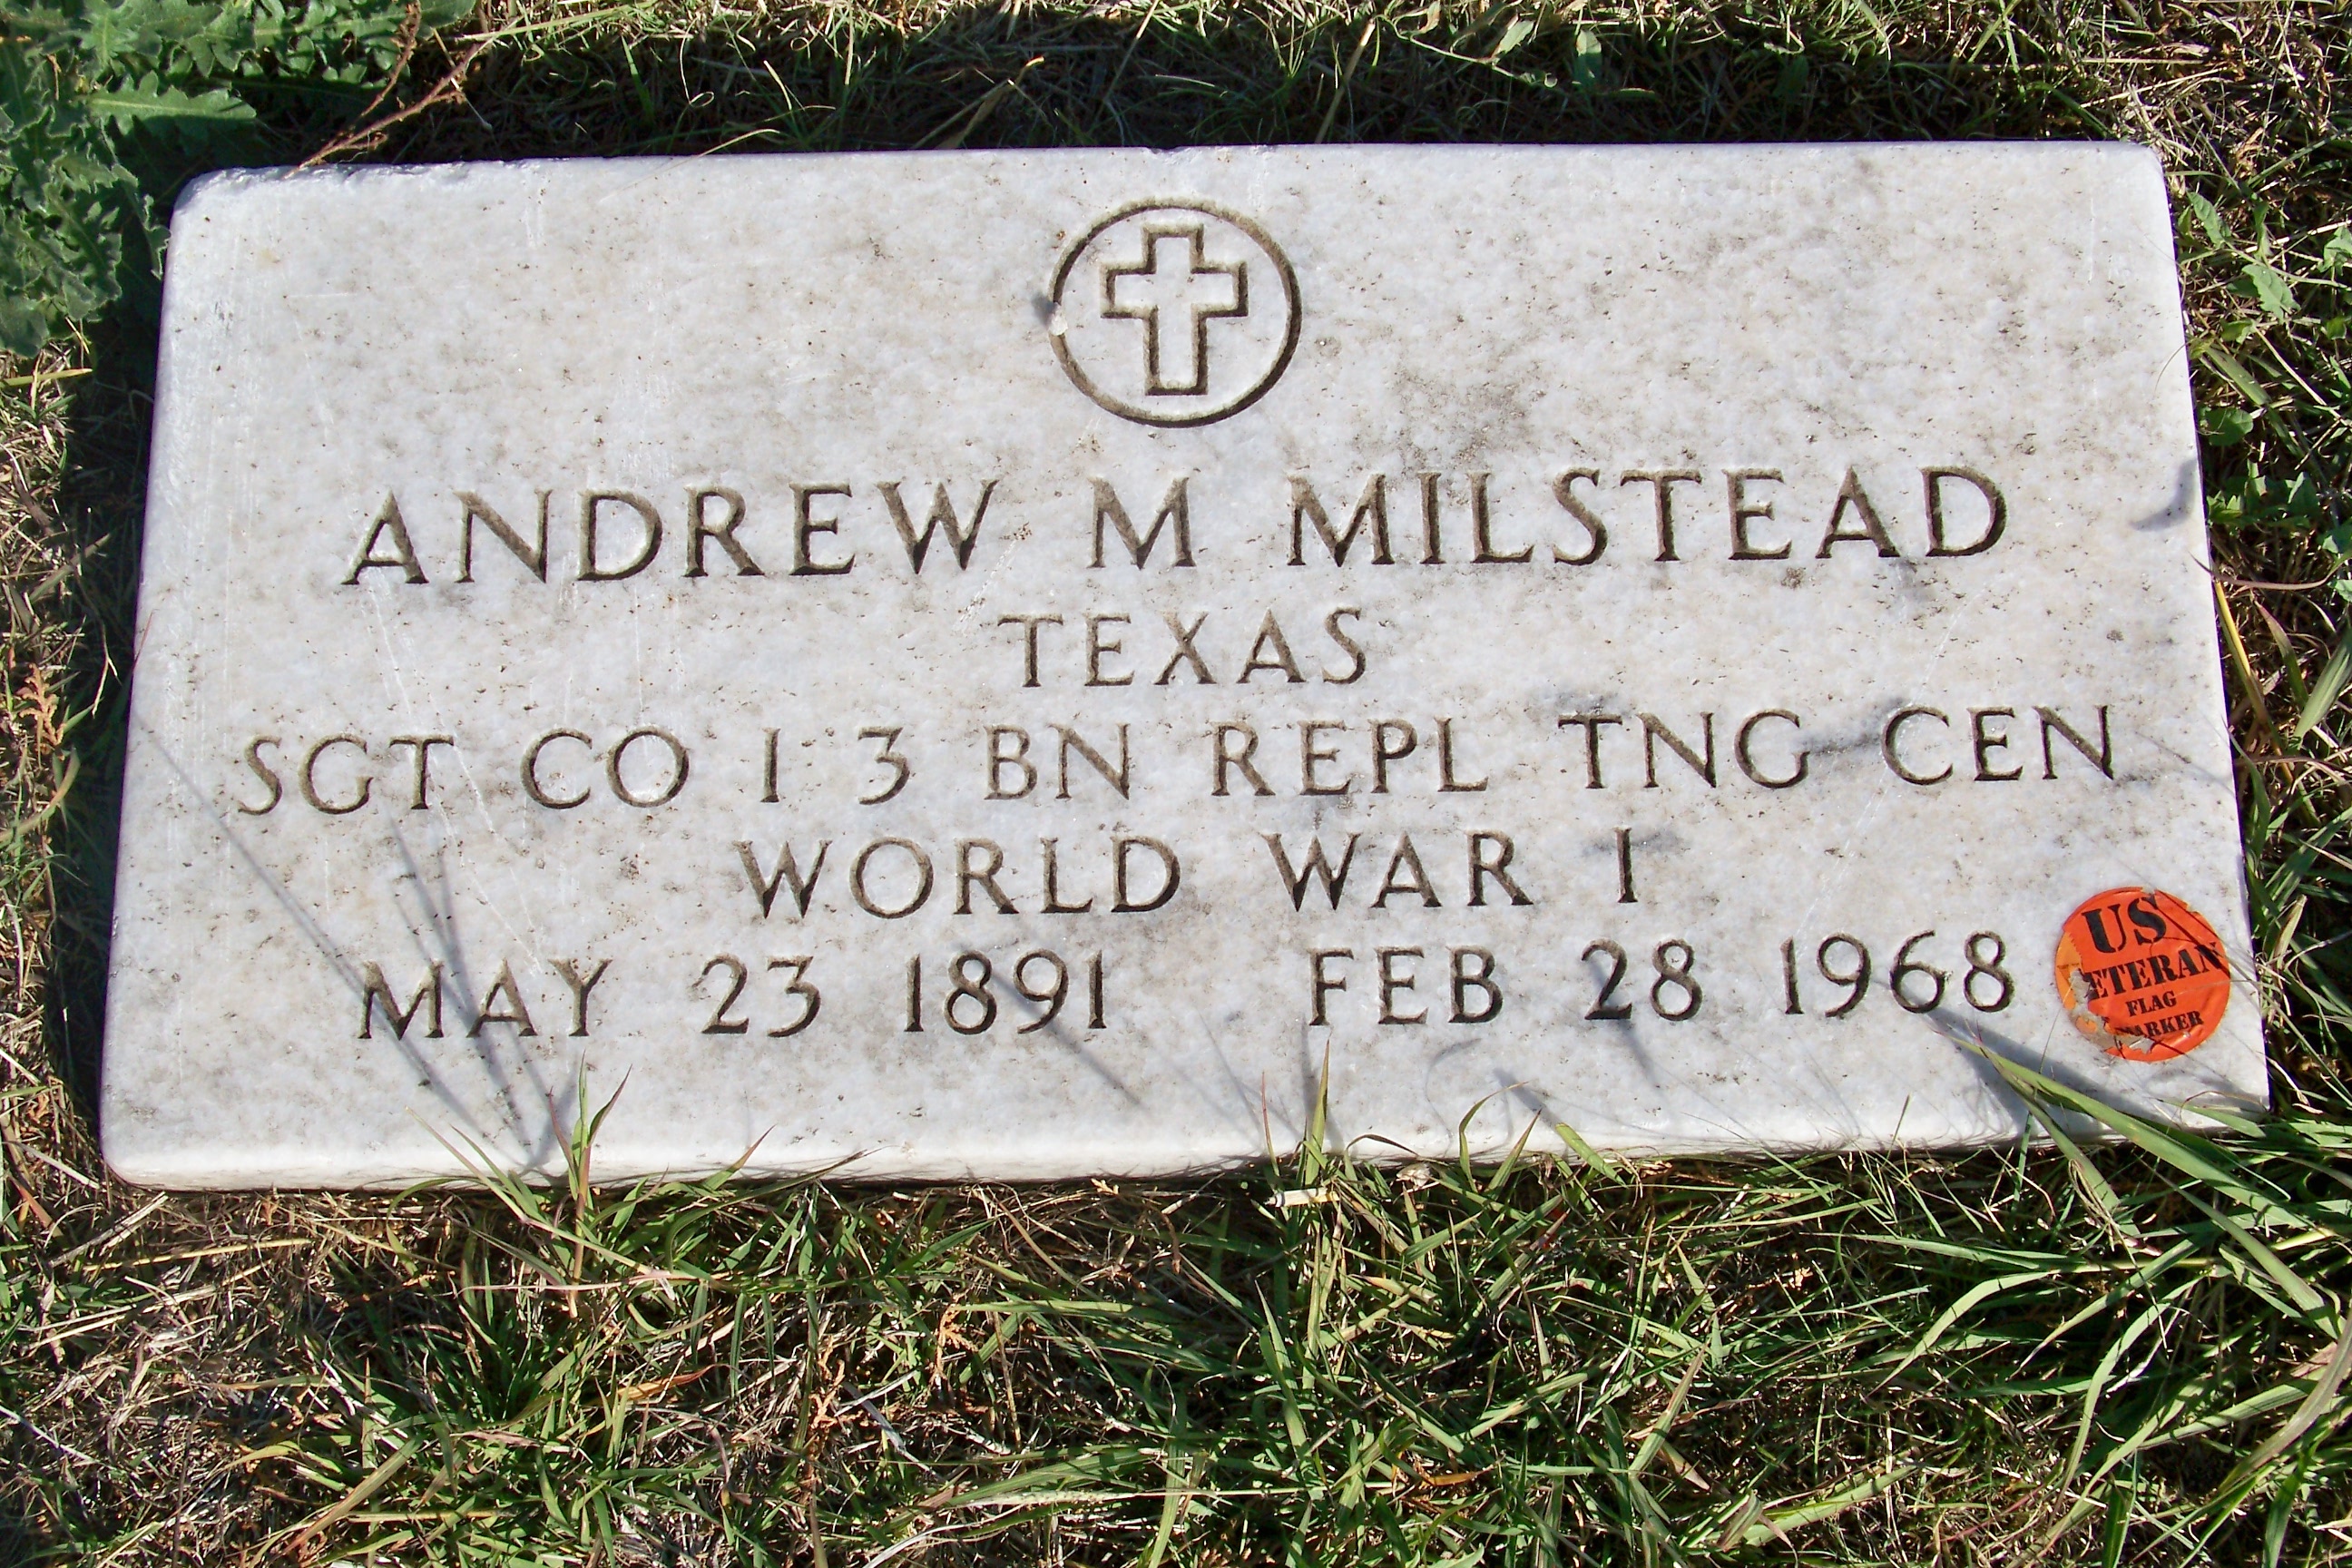 ANDREW M MILSTEAD
TEXAS
SGT CO I 3 BN REPL TNG CEN
WORLD WAR I
MAY 23 1891 FEB 28 1968
US
ETERAN
FLAG
ARKER